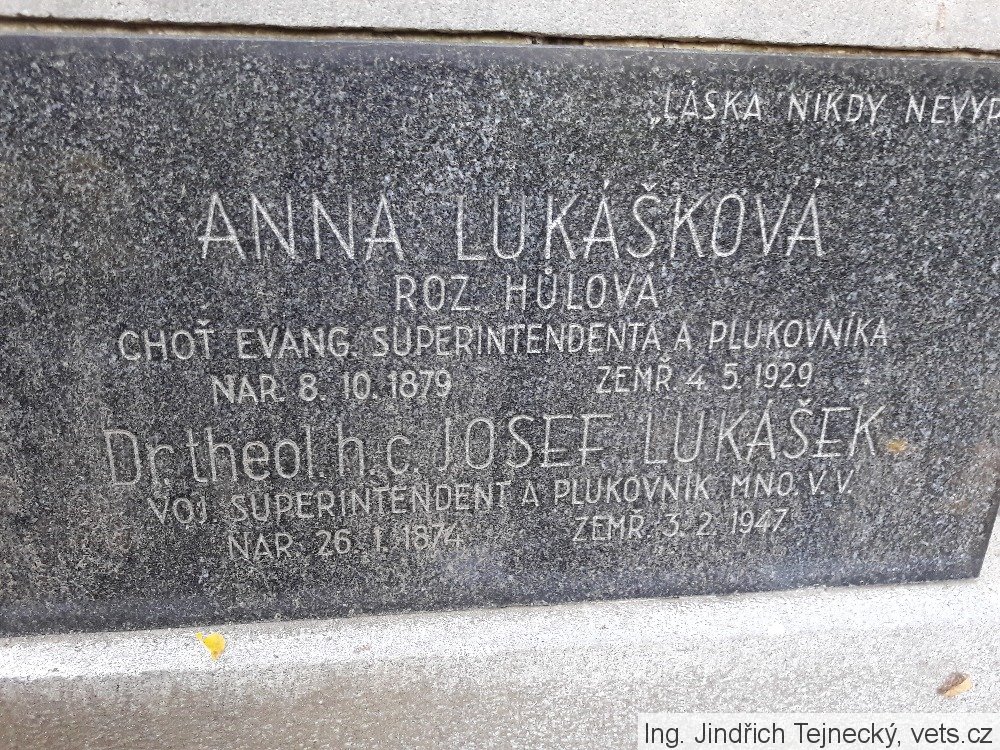 „LÁSKA NIKDY
ANNA LUKÁŠKOVÁ
ROZ. HŮLOVÁ
CHOŤ EVANG. SUPERINTENDENTA A PLUKOVNÍKA
NAR. 8. 10. 1879 ZEMŘ. 4. 5. 1929
Dr. theol. h. c. JOSEF LUKÁŠEK
VOJ. SUPERINTENDENT A PLUKOVNÍK MNO. V. V.
NAR. 26. 1. 1874 ZEMŘ. 3. 2. 1947
Ing. Jindřich Tejnecký, vets.cz